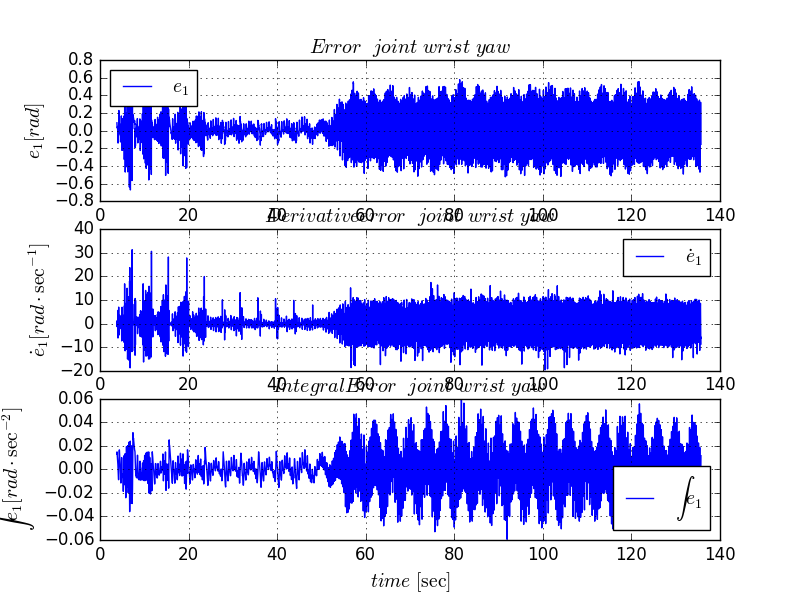 Error joint wrist yaw
e₁[rad]
0.8
0.6
0.4
0.2
0.0
−0.2
−0.4
−0.6
−0.8
e₁
0 20 40 60 80 100 120 140
Derivative error joint wrist yaw
ė₁[rad · sec⁻¹]
40
30
20
10
0
−10
−20
ė₁
0 20 40 60 80 100 120 140
IntegralError joint wrist yaw
∫e₁[rad · sec⁻²]
0.06
0.04
0.02
0.00
−0.02
−0.04
−0.06
∫e₁
0 20 40 60 80 100 120 140
time [sec]